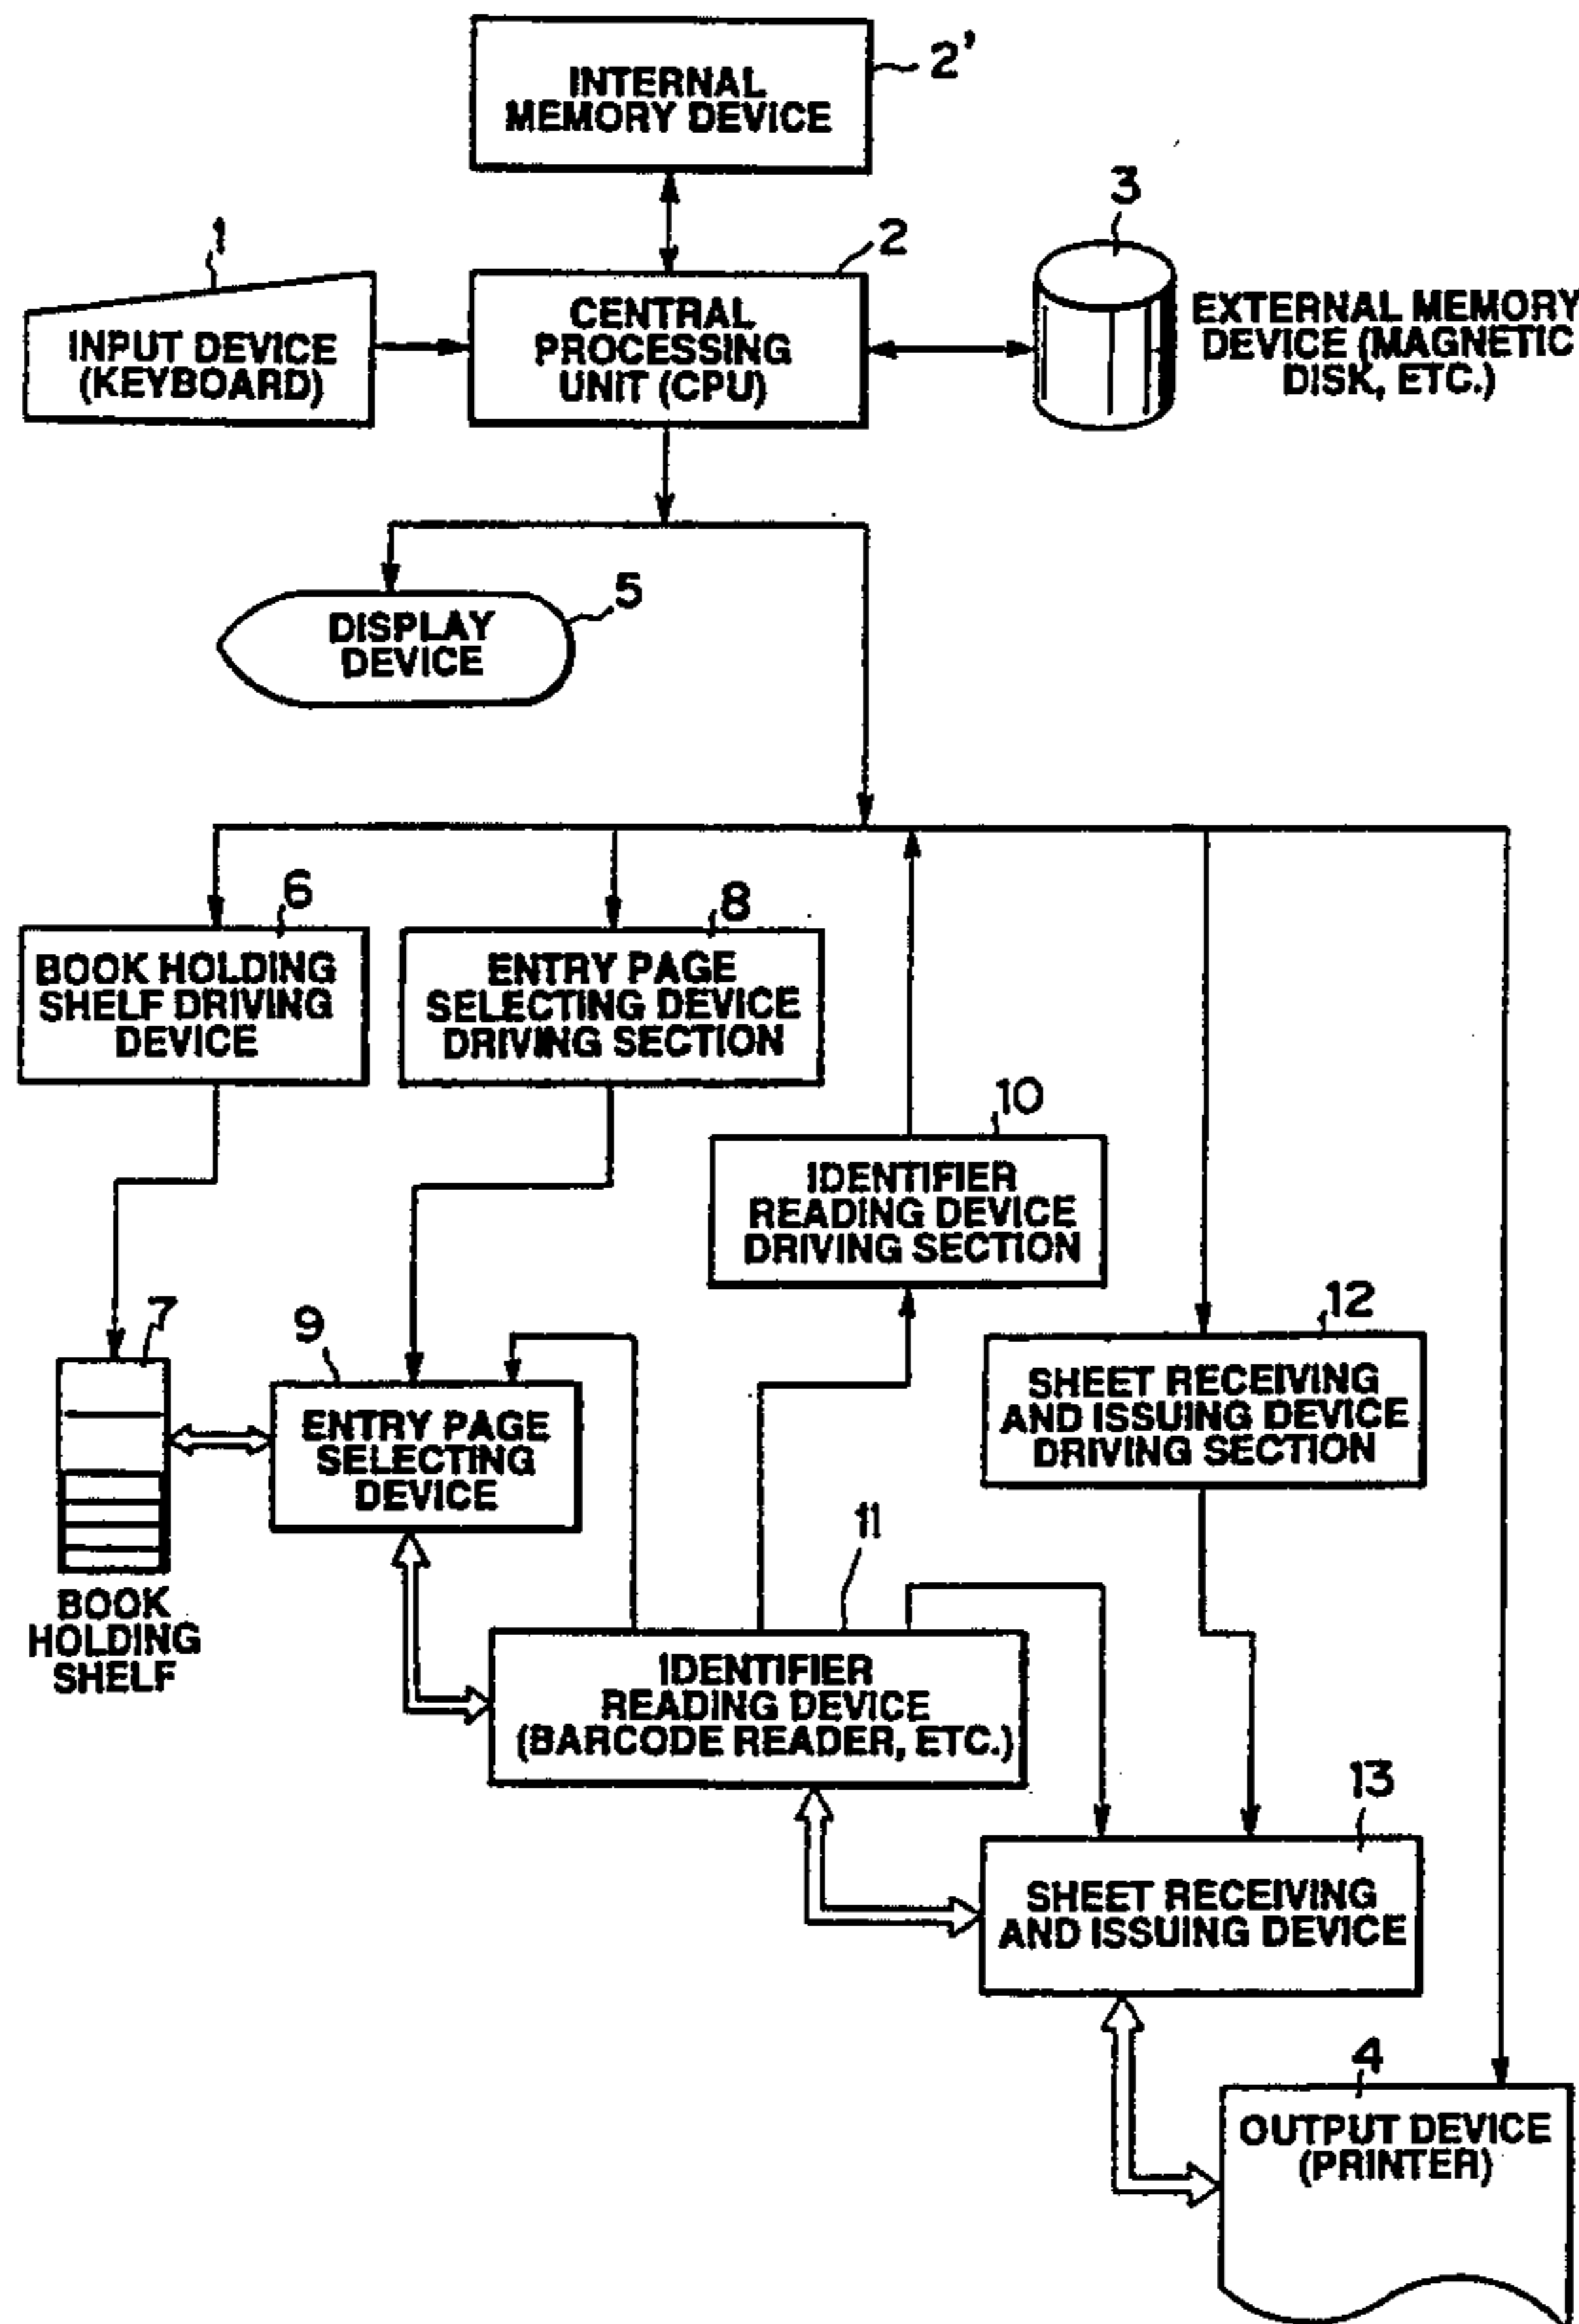 INTERNAL
MEMORY DEVICE
2'
3
1
2
INPUT DEVICE
(KEYBOARD)
CENTRAL
PROCESSING
UNIT (CPU)
EXTERNAL MEMORY
DEVICE (MAGNETIC
DISK, ETC.)
5
DISPLAY
DEVICE
6
BOOK HOLDING
SHELF DRIVING
DEVICE
8
ENTRY PAGE
SELECTING DEVICE
DRIVING SECTION
10
IDENTIFIER
READING DEVICE
DRIVING SECTION
7
9
12
ENTRY PAGE
SELECTING
DEVICE
SHEET RECEIVING
AND ISSUING DEVICE
DRIVING SECTION
BOOK
HOLDING
SHELF
11
IDENTIFIER
READING DEVICE
(BARCODE READER, ETC.)
13
SHEET RECEIVING
AND ISSUING DEVICE
4
OUTPUT DEVICE
(PRINTER)